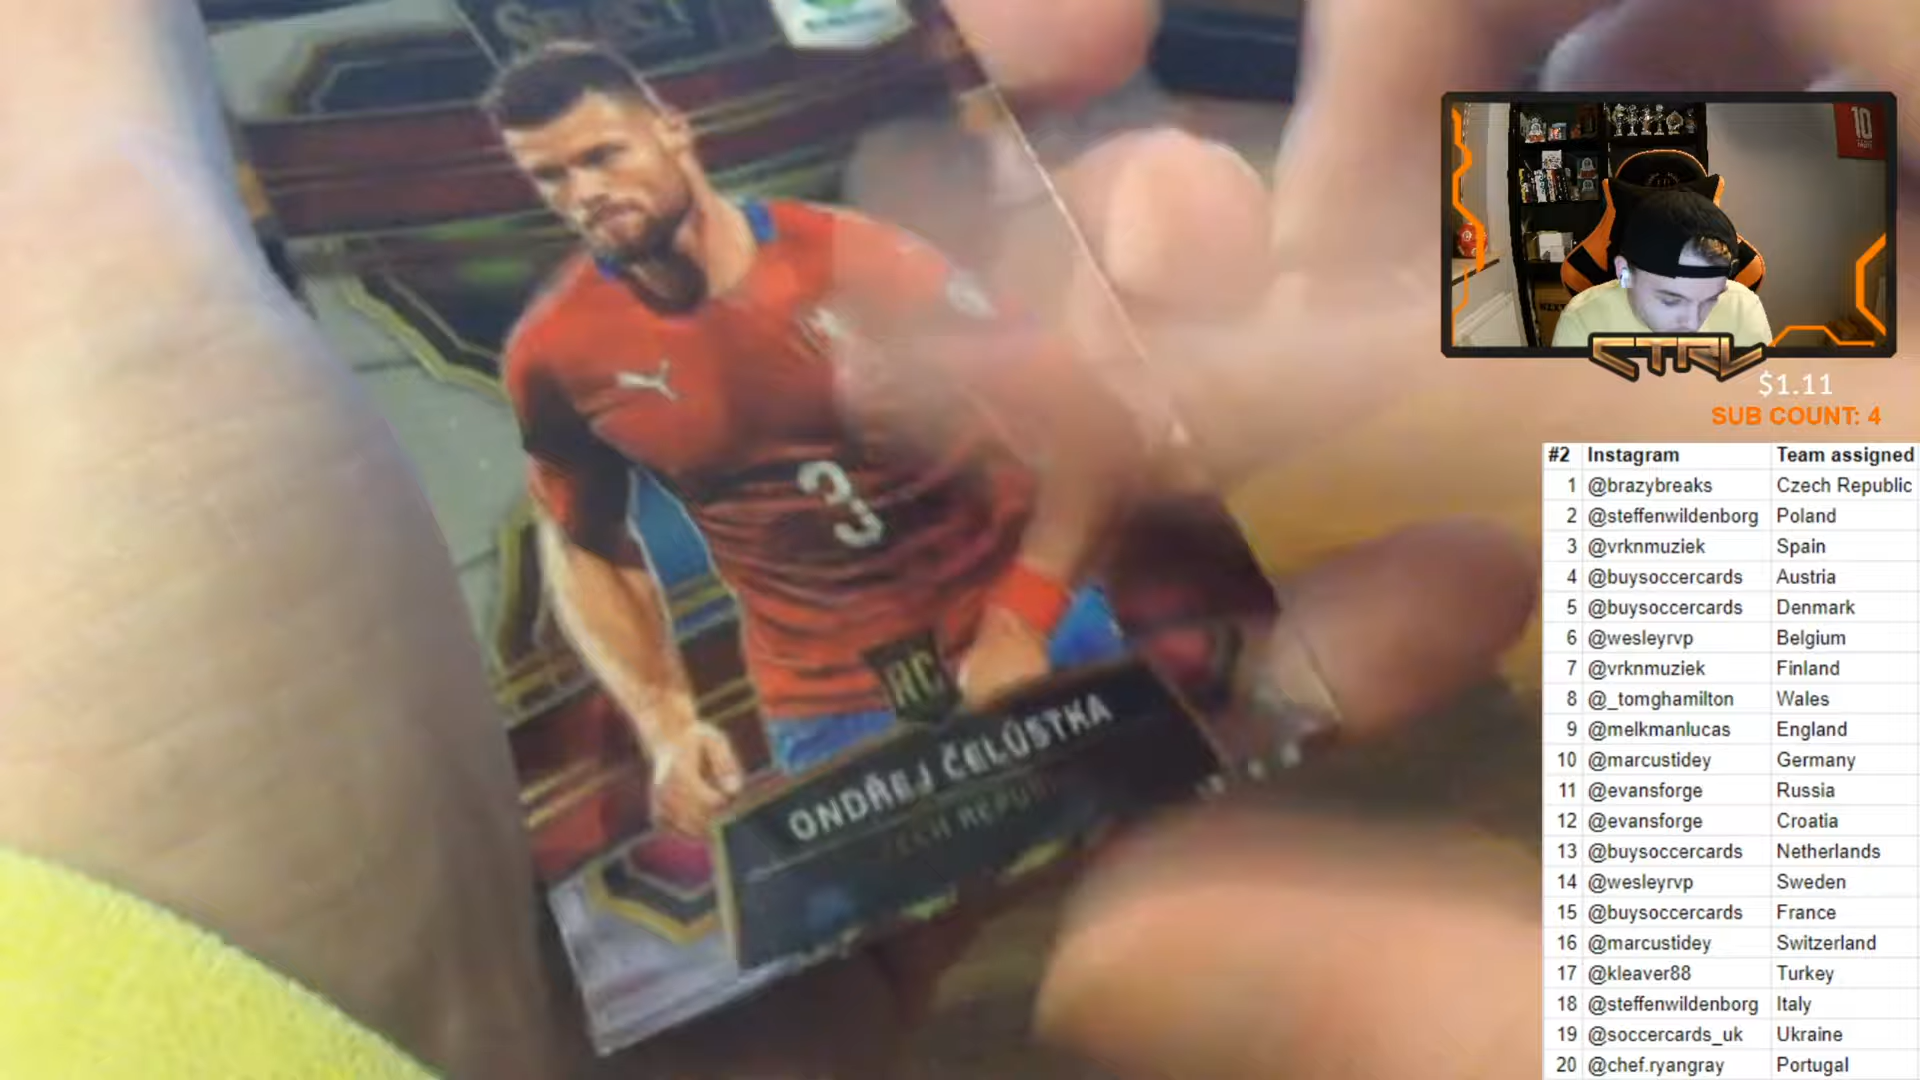 SELECT
10
CTRL
$1.11
SUB COUNT: 4
3
RC
ONDŘEJ ČELŮSTKA
CZECH REPUBLIC
#2 Instagram Team assigned
1 @brazybreaks Czech Republic
2 @steffenwildenborg Poland
3 @vrknmuziek Spain
4 @buysoccercards Austria
5 @buysoccercards Denmark
6 @wesleyrvp Belgium
7 @vrknmuziek Finland
8 @_tomghamilton Wales
9 @melkmanlucas England
10 @marcustidey Germany
11 @evansforge Russia
12 @evansforge Croatia
13 @buysoccercards Netherlands
14 @wesleyrvp Sweden
15 @buysoccercards France
16 @marcustidey Switzerland
17 @kleaver88 Turkey
18 @steffenwildenborg Italy
19 @soccercards_uk Ukraine
20 @chef.ryangray Portugal